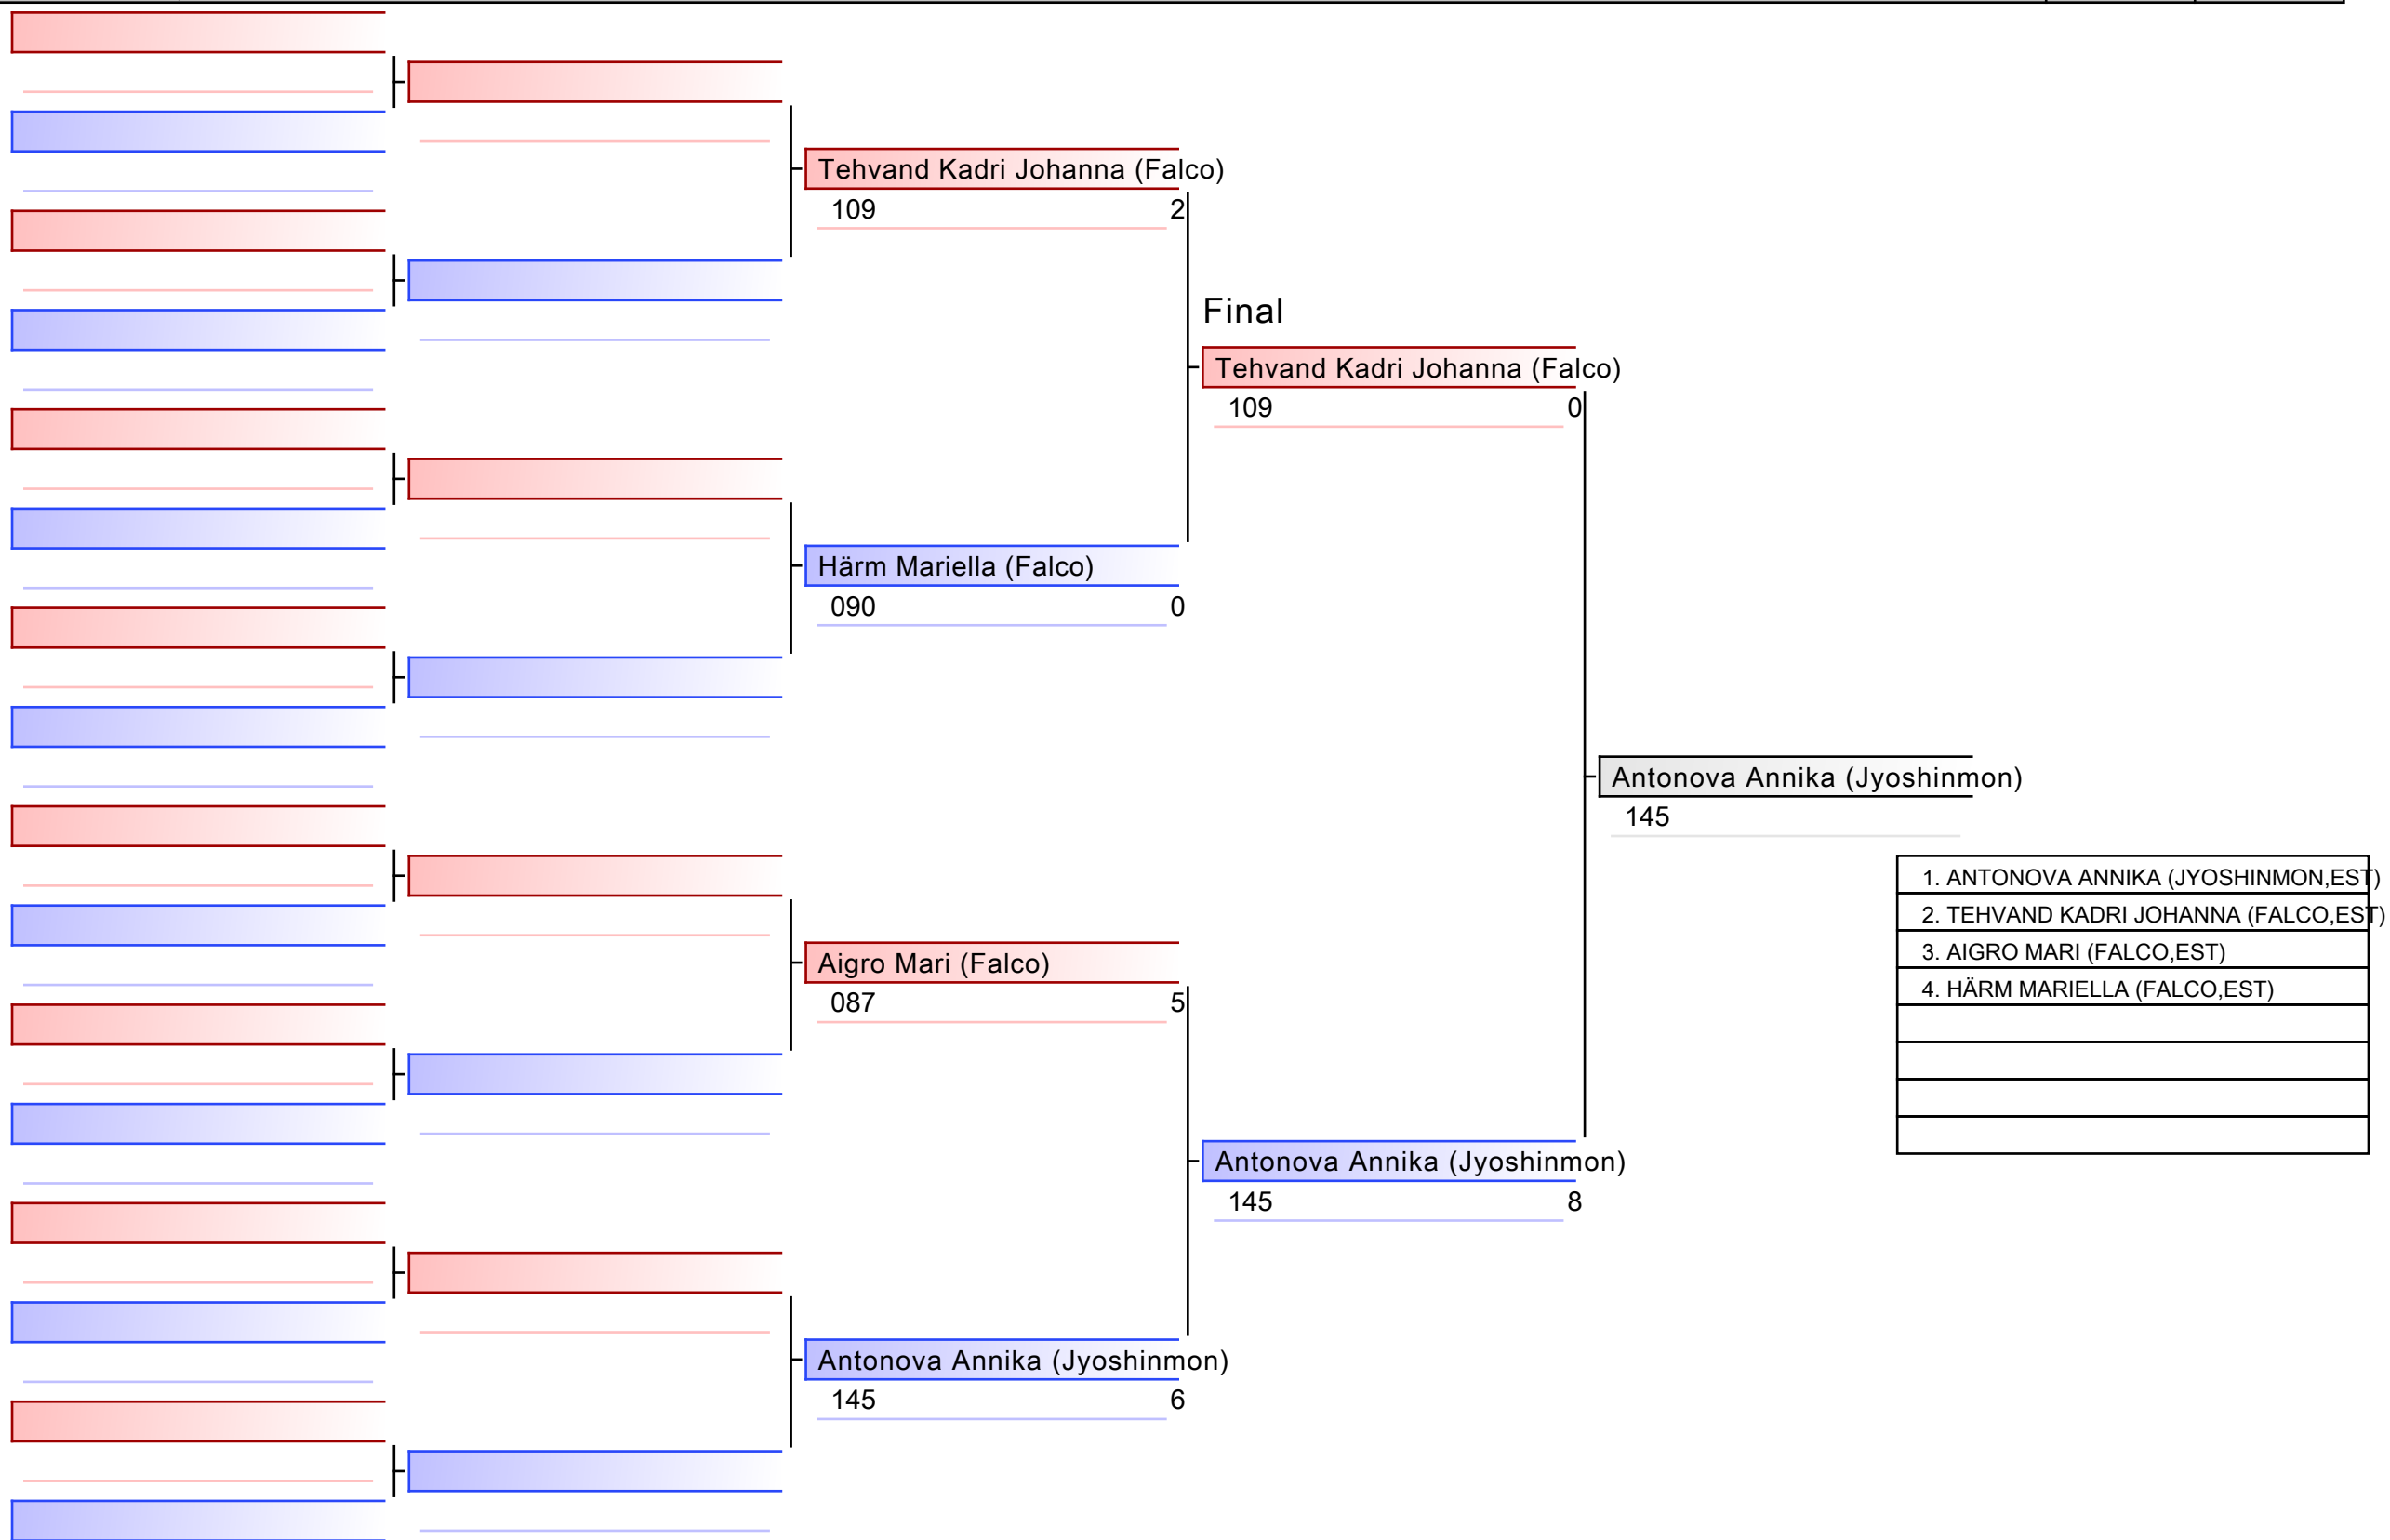 Tehvand Kadri Johanna (Falco)
109 2
Final
Tehvand Kadri Johanna (Falco)
109 0
Härm Mariella (Falco)
090 0
Antonova Annika (Jyoshinmon)
145
1. ANTONOVA ANNIKA (JYOSHINMON,EST)
2. TEHVAND KADRI JOHANNA (FALCO,EST)
3. AIGRO MARI (FALCO,EST)
4. HÄRM MARIELLA (FALCO,EST)
Aigro Mari (Falco)
087 5
Antonova Annika (Jyoshinmon)
145 8
Antonova Annika (Jyoshinmon)
145 6